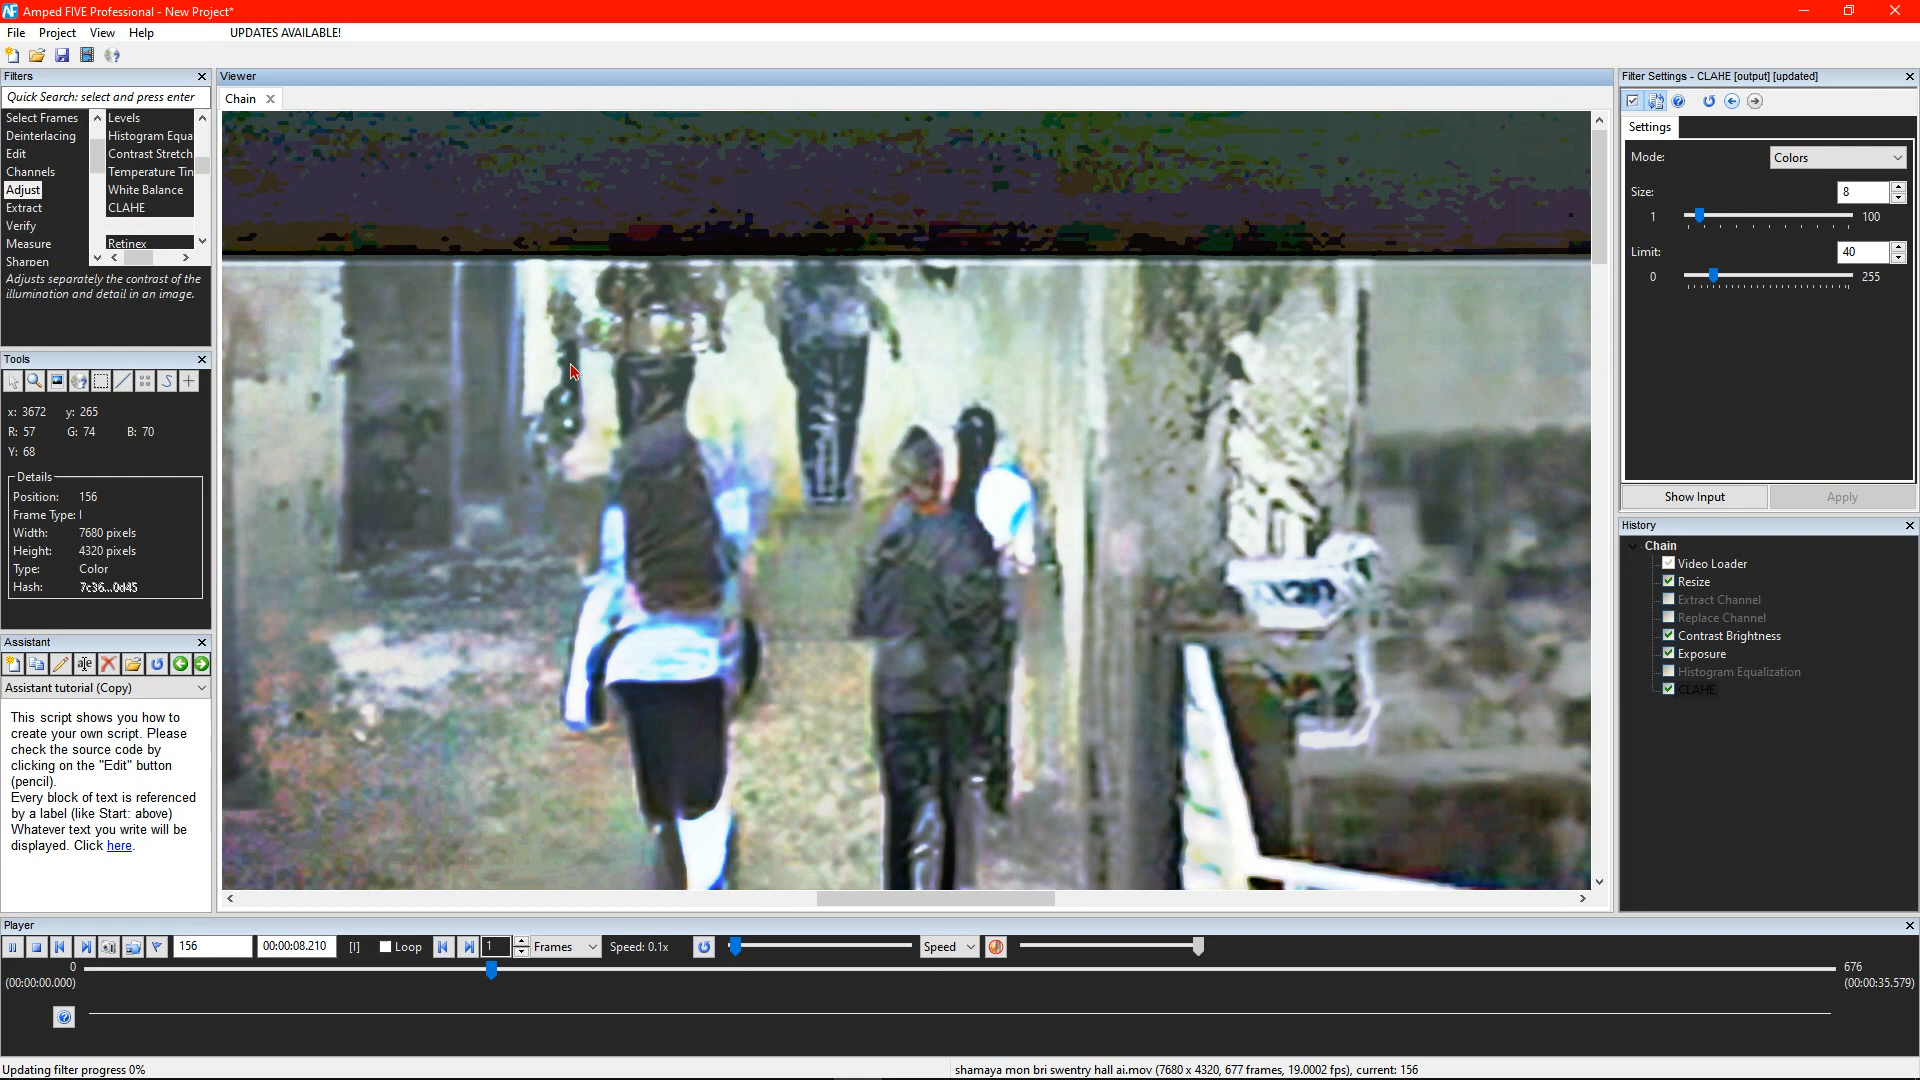 Amped FIVE Professional - New Project*
File Project View Help UPDATES AVAILABLE!
Filters
Quick Search: select and press enter
Select Frames
Deinterlacing
Edit
Channels
Adjust
Extract
Verify
Measure
Sharpen
Levels
Histogram Equa
Contrast Stretch
Temperature Tin
White Balance
CLAHE
Retinex
Adjusts separately the contrast of the
illumination and detail in an image.
Tools
x: 3672 y: 265
R: 57 G: 74 B: 70
Y: 68
Details
Position: 156
Frame Type: I
Width: 7680 pixels
Height: 4320 pixels
Type: Color
Hash: 7c36...0d45
Assistant
Assistant tutorial (Copy)
This script shows you how to
create your own script. Please
check the source code by
clicking on the "Edit" button
(pencil).
Every block of text is referenced
by a label (like Start: above)
Whatever text you write will be
displayed. Click here.
Viewer
Chain
Filter Settings - CLAHE [output] [updated]
Settings
Mode: Colors
Size: 8
1 100
Limit: 40
0 255
Show Input Apply
History
Chain
Video Loader
Resize
Extract Channel
Replace Channel
Contrast Brightness
Exposure
Histogram Equalization
CLAHE
Player
156 00:00:08.210 [I] Loop 1 Frames Speed: 0.1x Speed
0 676
(00:00:00.000) (00:00:35.579)
Updating filter progress 0% shamaya mon bri swentry hall ai.mov (7680 x 4320, 677 frames, 19.0002 fps), current: 156